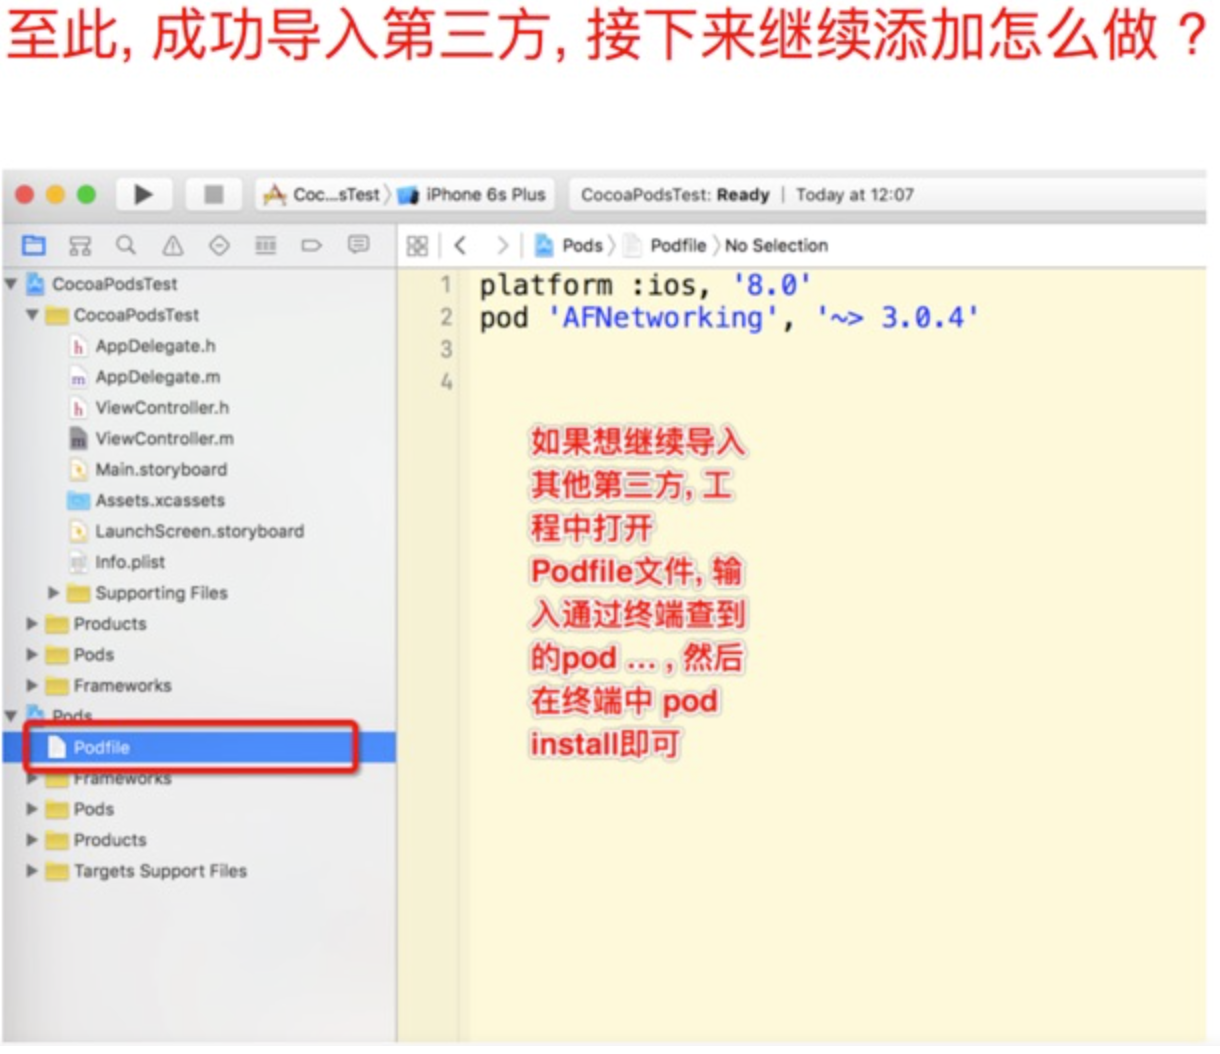 至此, 成功导入第三方, 接下来继续添加怎么做 ?
Coc...sTest 〉 iPhone 6s Plus
CocoaPodsTest: Ready | Today at 12:07
Pods 〉 Podfile 〉 No Selection
CocoaPodsTest
CocoaPodsTest
h AppDelegate.h
m AppDelegate.m
h ViewController.h
m ViewController.m
Main.storyboard
Assets.xcassets
LaunchScreen.storyboard
Info.plist
Supporting Files
Products
Pods
Frameworks
Pods
Podfile
Frameworks
Pods
Products
Targets Support Files
1 platform :ios, '8.0'
2 pod 'AFNetworking', '~> 3.0.4'
3
4
如果想继续导入
其他第三方, 工
程中打开
Podfile文件, 输
入通过终端查到
的pod ... , 然后
在终端中 pod
install即可